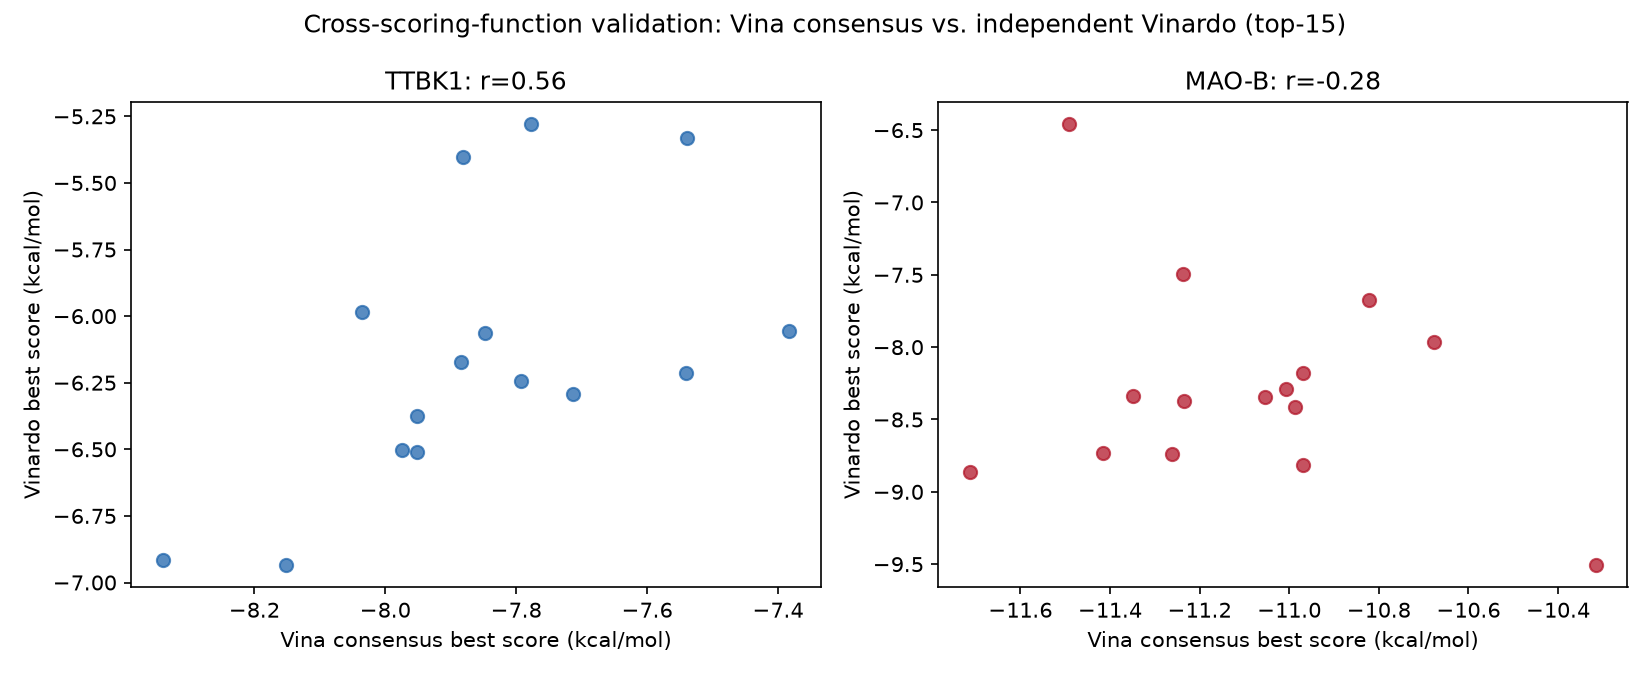 Cross-scoring-function validation: Vina consensus vs. independent Vinardo (top-15)
TTBK1: r=0.56
Vinardo best score (kcal/mol)
−5.25
−5.50
−5.75
−6.00
−6.25
−6.50
−6.75
−7.00
−8.2 −8.0 −7.8 −7.6 −7.4
Vina consensus best score (kcal/mol)
MAO-B: r=-0.28
Vinardo best score (kcal/mol)
−6.5
−7.0
−7.5
−8.0
−8.5
−9.0
−9.5
−11.6 −11.4 −11.2 −11.0 −10.8 −10.6 −10.4
Vina consensus best score (kcal/mol)